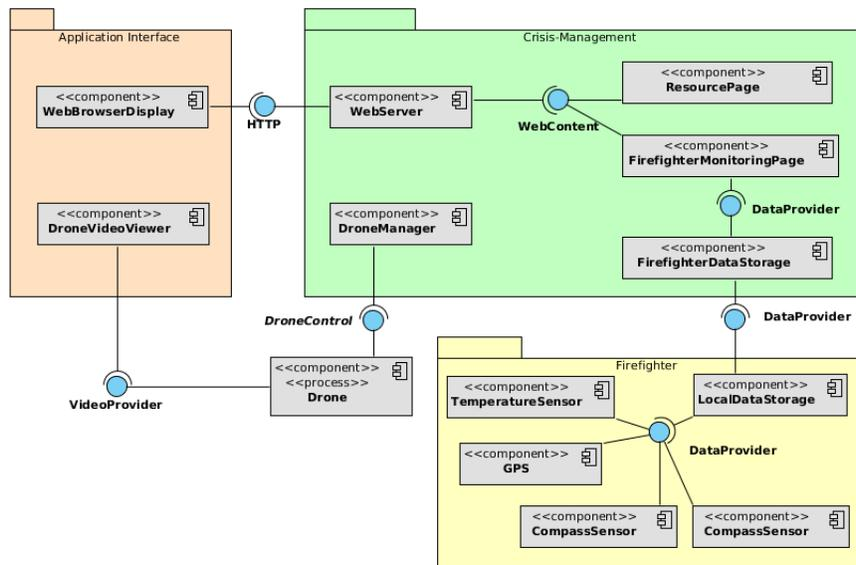 Application Interface
Crisis-Management
<<component>>
WebBrowserDisplay
HTTP
<<component>>
WebServer
WebContent
<<component>>
ResourcePage
<<component>>
FirefighterMonitoringPage
DataProvider
<<component>>
DroneVideoViewer
<<component>>
DroneManager
<<component>>
FirefighterDataStorage
DroneControl
DataProvider
VideoProvider
<<component>>
<<process>>
Drone
Firefighter
<<component>>
TemperatureSensor
<<component>>
LocalDataStorage
DataProvider
<<component>>
GPS
<<component>>
CompassSensor
<<component>>
CompassSensor